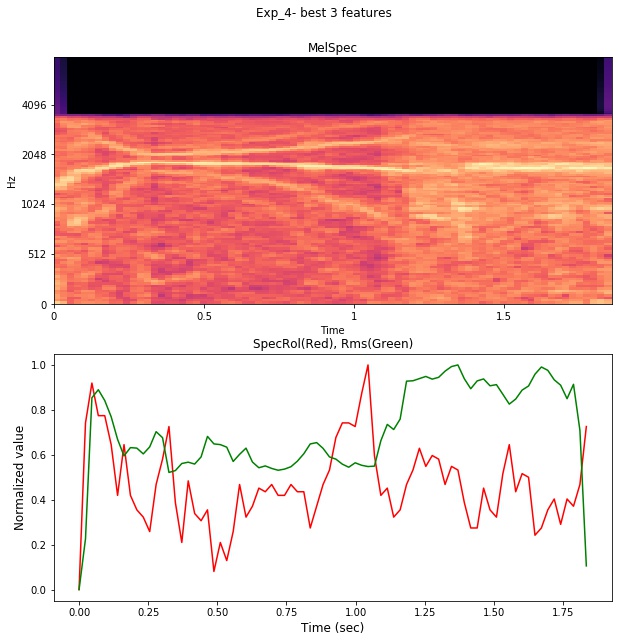 Exp_4- best 3 features
MelSpec
4096
2048
1024
512
0
Hz
0 0.5 1 1.5
Time
SpecRol(Red), Rms(Green)
1.0
0.8
0.6
0.4
0.2
0.0
Normalized value
0.00 0.25 0.50 0.75 1.00 1.25 1.50 1.75
Time (sec)